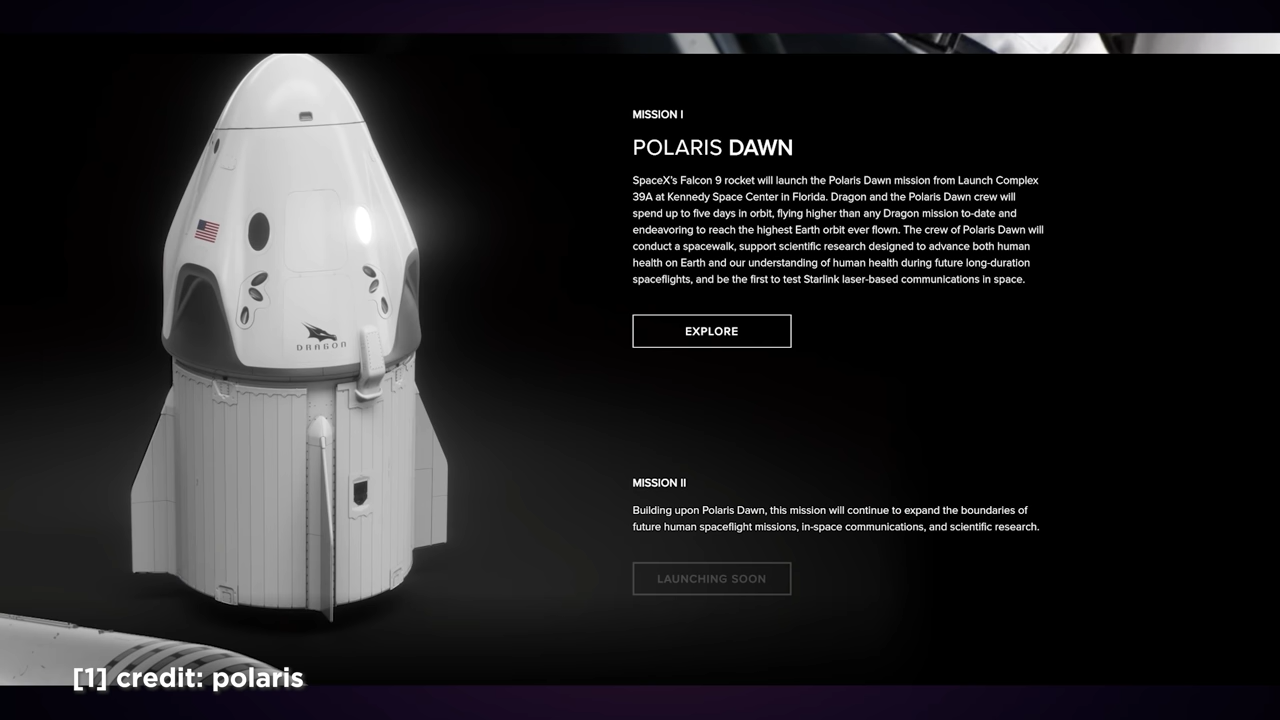 MISSION I
POLARIS DAWN
SpaceX's Falcon 9 rocket will launch the Polaris Dawn mission from Launch Complex
39A at Kennedy Space Center in Florida. Dragon and the Polaris Dawn crew will
spend up to five days in orbit, flying higher than any Dragon mission to-date and
endeavoring to reach the highest Earth orbit ever flown. The crew of Polaris Dawn will
conduct a spacewalk, support scientific research designed to advance both human
health on Earth and our understanding of human health during future long-duration
spaceflights, and be the first to test Starlink laser-based communications in space.
EXPLORE
DRAGON
MISSION II
Building upon Polaris Dawn, this mission will continue to expand the boundaries of
future human spaceflight missions, in-space communications, and scientific research.
LAUNCHING SOON
[1] credit: polaris